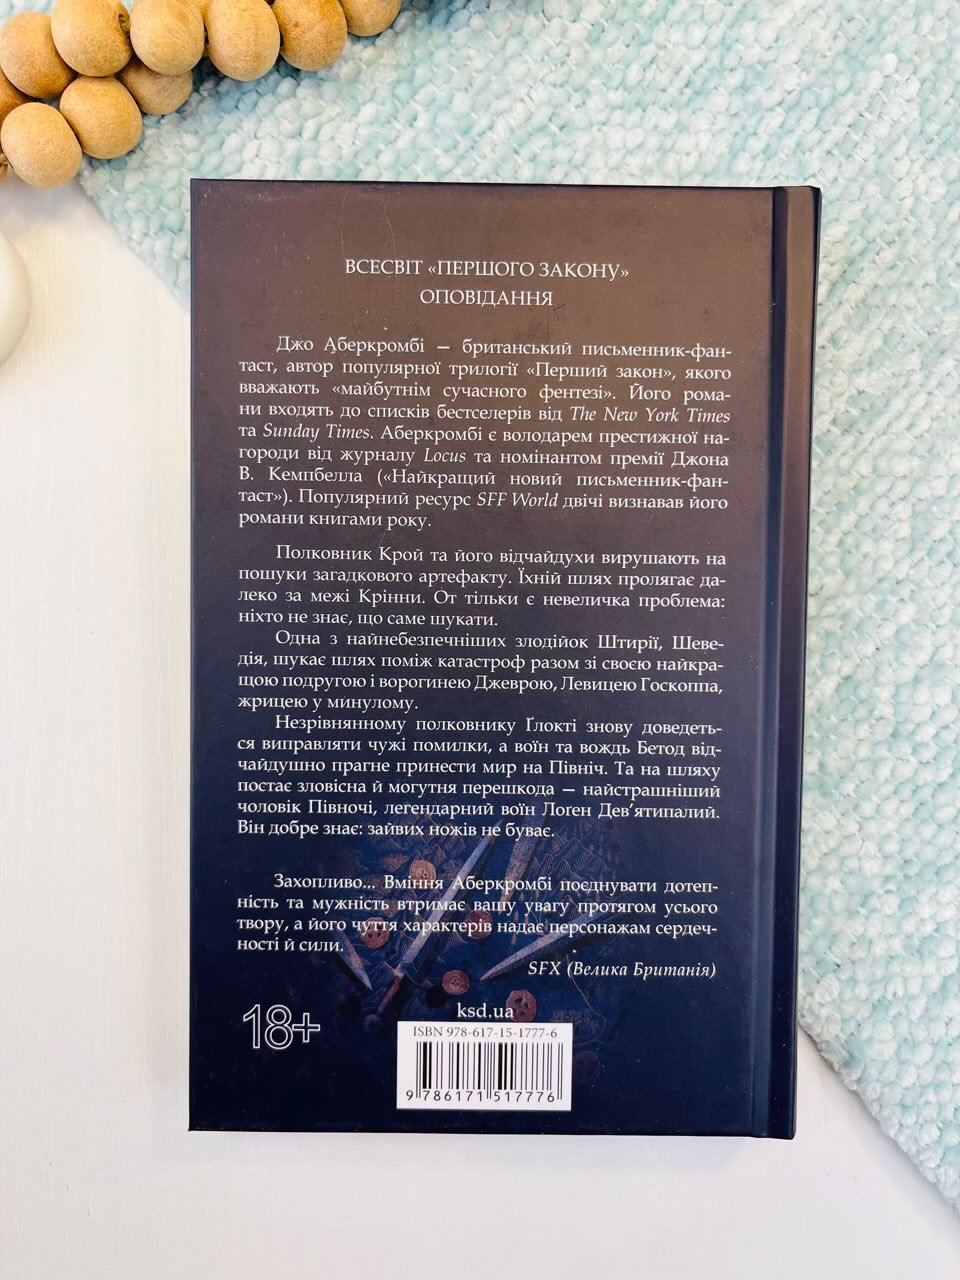 ВСЕСВІТ «ПЕРШОГО ЗАКОНУ»
ОПОВІДАННЯ
Джо Аберкромбі — британський письменник-фан-
таст, автор популярної трилогії «Перший закон», якого
вважають «майбутнім сучасного фентезі». Його рома-
ни входять до списків бестселерів від The New York Times
та Sunday Times. Аберкромбі є володарем престижної на-
городи від журналу Locus та номінантом премії Джона
В. Кемпбелла («Найкращий новий письменник-фан-
таст»). Популярний ресурс SFF World двічі визнавав його
романи книгами року.
Полковник Крой та його відчайдухи вирушають на
пошуки загадкового артефакту. Їхній шлях пролягає да-
леко за межі Крінни. От тільки є невеличка проблема:
ніхто не знає, що саме шукати.
Одна з найнебезпечніших злодійок Штирії, Шеве-
дія, шукає шлях поміж катастроф разом зі своєю найкра-
щою подругою і ворогинею Джеврою, Левицею Госкоппа,
жрицею у минулому.
Незрівнянному полковнику Ґлокті знову доведеть-
ся виправляти чужі помилки, а воїн та вождь Бетод від-
чайдушно прагне принести мир на Північ. Та на шляху
постає зловісна й могутня перешкода — найстрашніший
чоловік Півночі, легендарний воїн Лоґен Дев’ятипалий.
Він добре знає: зайвих ножів не буває.
Захопливо... Вміння Аберкромбі поєднувати дотеп-
ність та мужність втримає вашу увагу протягом усього
твору, а його чуття характерів надає персонажам сердеч-
ності й сили.
SFX (Велика Британія)
18+
ksd.ua
ISBN 978-617-15-1777-6
9 786171 517776